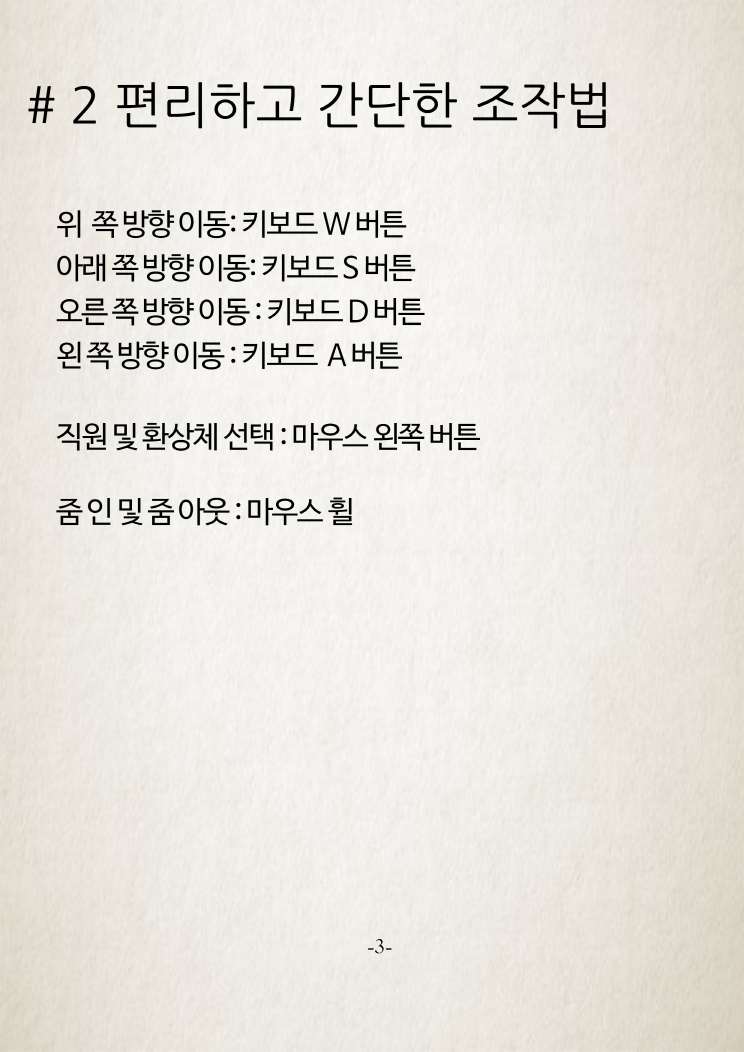 # 2 편리하고 간단한 조작법
위 쪽 방향 이동: 키보드 W 버튼
아래 쪽 방향 이동: 키보드 S 버튼
오른 쪽 방향 이동 : 키보드 D 버튼
왼 쪽 방향 이동 : 키보드 A 버튼
직원 및 환상체 선택 : 마우스 왼쪽 버튼
줌 인 및 줌 아웃 : 마우스 휠
-3-